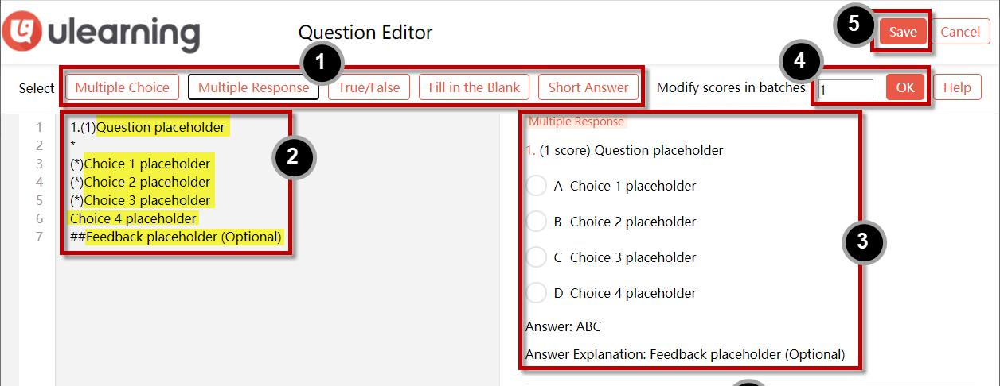 ulearning
Question Editor
5
Save
Cancel
1
4
Select
Multiple Choice
Multiple Response
True/False
Fill in the Blank
Short Answer
Modify scores in batches
1
OK
Help
1 1.(1)Question placeholder
2 *
3 (*)Choice 1 placeholder
4 (*)Choice 2 placeholder
5 (*)Choice 3 placeholder
6 Choice 4 placeholder
7 ##Feedback placeholder (Optional)
2
Multiple Response
1. (1 score) Question placeholder
A Choice 1 placeholder
B Choice 2 placeholder
C Choice 3 placeholder
D Choice 4 placeholder
Answer: ABC
Answer Explanation: Feedback placeholder (Optional)
3